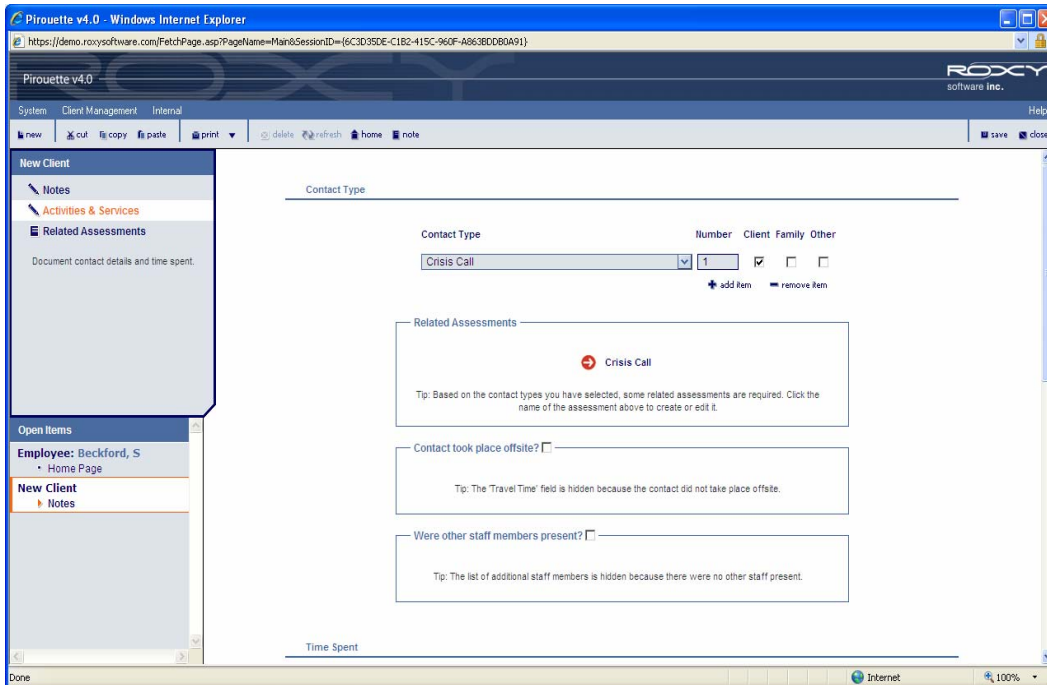 Pirouette v4.0 - Windows Internet Explorer
https://demo.roxysoftware.com/FetchPage.asp?PageName=Main&SessionID={6C3D35DE-C1B2-415C-960F-A863BDDB0A91}
Pirouette v4.0
ROXY
software inc.
System Client Management Internal Help
new cut copy paste print delete refresh home note save close
New Client
Notes
Activities & Services
Related Assessments
Document contact details and time spent.
Open Items
Employee: Beckford, S
• Home Page
New Client
Notes
Contact Type
Contact Type Number Client Family Other
Crisis Call 1
add item remove item
Related Assessments
Crisis Call
Tip: Based on the contact types you have selected, some related assessments are required. Click the
name of the assessment above to create or edit it.
Contact took place offsite?
Tip: The 'Travel Time' field is hidden because the contact did not take place offsite.
Were other staff members present?
Tip: The list of additional staff members is hidden because there were no other staff present.
Time Spent
Done Internet 100%